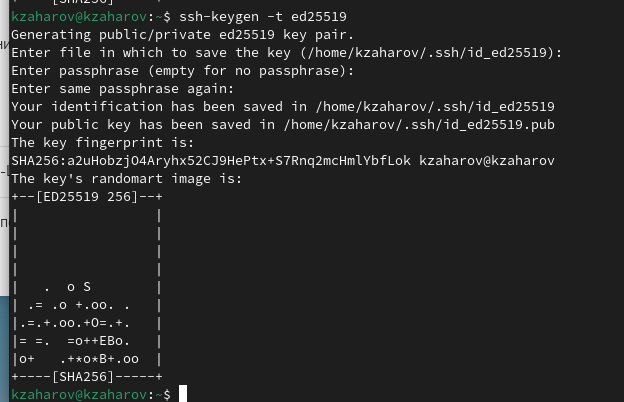 kzaharov@kzaharov:~$ ssh-keygen -t ed25519
Generating public/private ed25519 key pair.
Enter file in which to save the key (/home/kzaharov/.ssh/id_ed25519):
Enter passphrase (empty for no passphrase):
Enter same passphrase again:
Your identification has been saved in /home/kzaharov/.ssh/id_ed25519
Your public key has been saved in /home/kzaharov/.ssh/id_ed25519.pub
The key fingerprint is:
SHA256:a2uHobzjO4Aryhx52CJ9HePtx+S7Rnq2mcHmlYbfLok kzaharov@kzaharov
The key's randomart image is:
+--[ED25519 256]--+
|                 |
|                 |
|                 |
|                 |
|   .  o S        |
| .= .o +.oo. .   |
|.=.+.oo.+O=.+.   |
|= =.  =o++EBo.   |
|o+   .+*o*B+.oo  |
+----[SHA256]-----+
kzaharov@kzaharov:~$